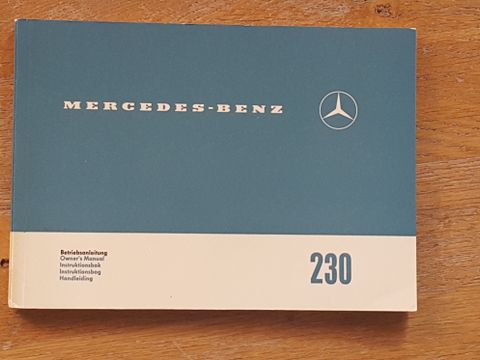 MERCEDES-BENZ
Betriebsanleitung
Owner's Manual
Instruktionsbok
Instruktionsbog
Handleiding
230